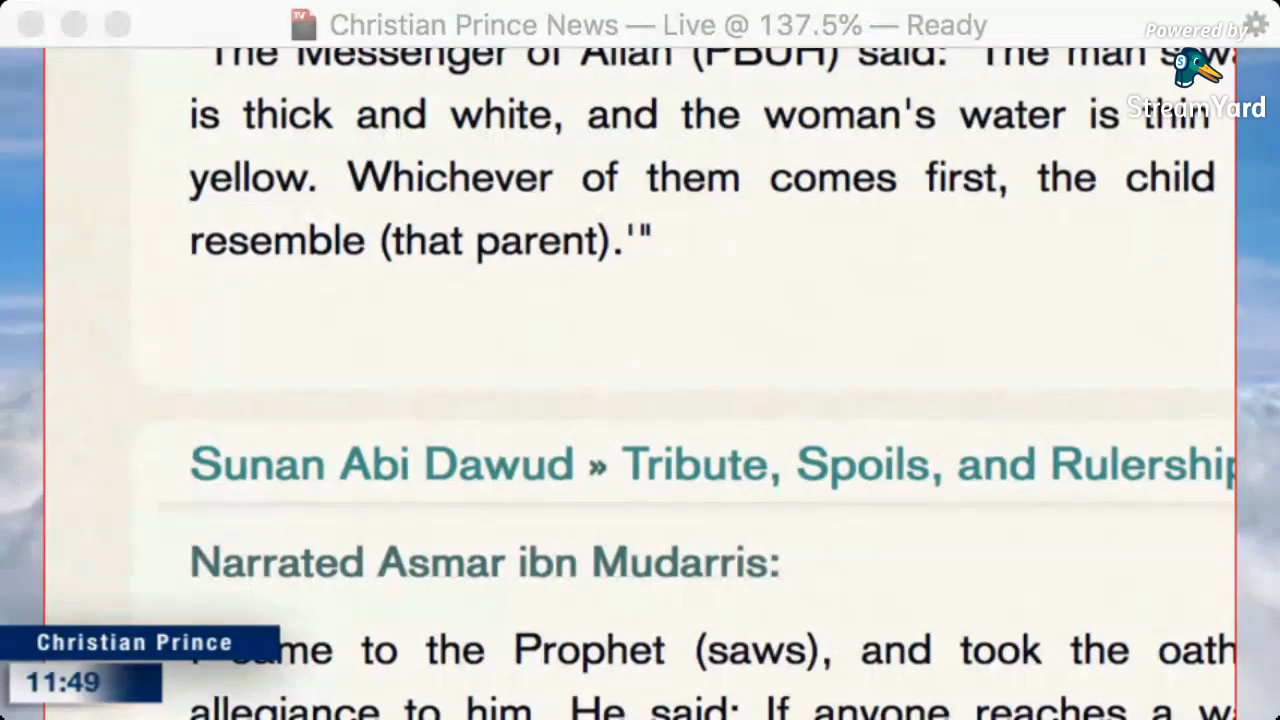 Christian Prince News — Live @ 137.5% — Ready
Powered by
StreamYard
The Messenger of Allah (PBUH) said: "The man's
is thick and white, and the woman's water is thin
yellow. Whichever of them comes first, the child
resemble (that parent).'"
Sunan Abi Dawud » Tribute, Spoils, and Rulership
Narrated Asmar ibn Mudarris:
Christian Prince
to the Prophet (saws), and took the oath
11:49
allegiance to him. He said: If anyone reaches a